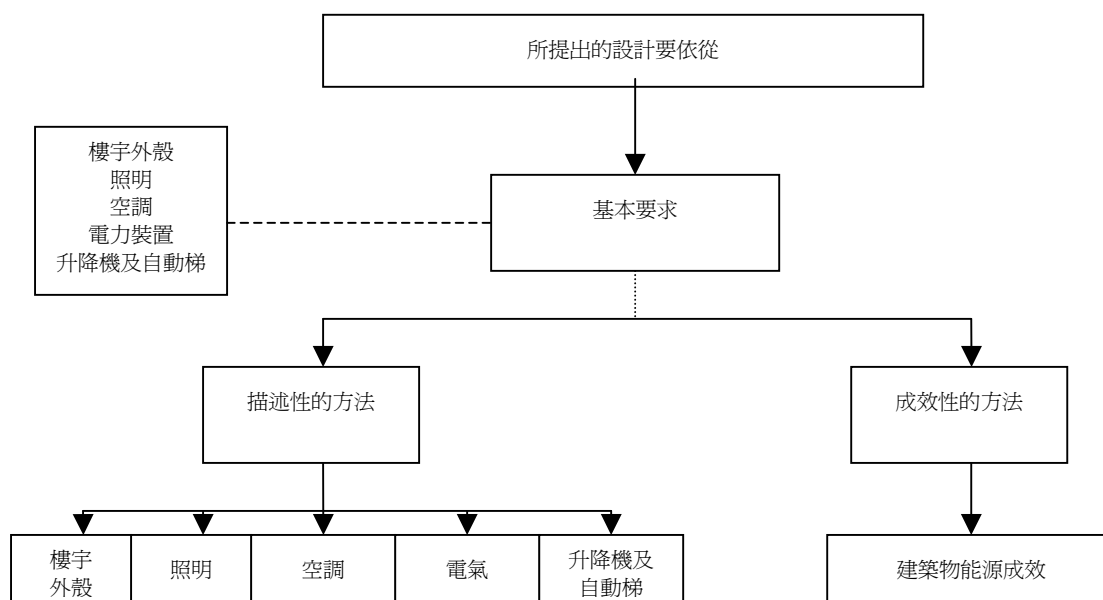 所提出的設計要依從
樓宇外殼
照明
空調
電力裝置
升降機及自動梯
基本要求
描述性的方法
成效性的方法
樓宇
外殼
照明
空調
電氣
升降機及
自動梯
建築物能源成效